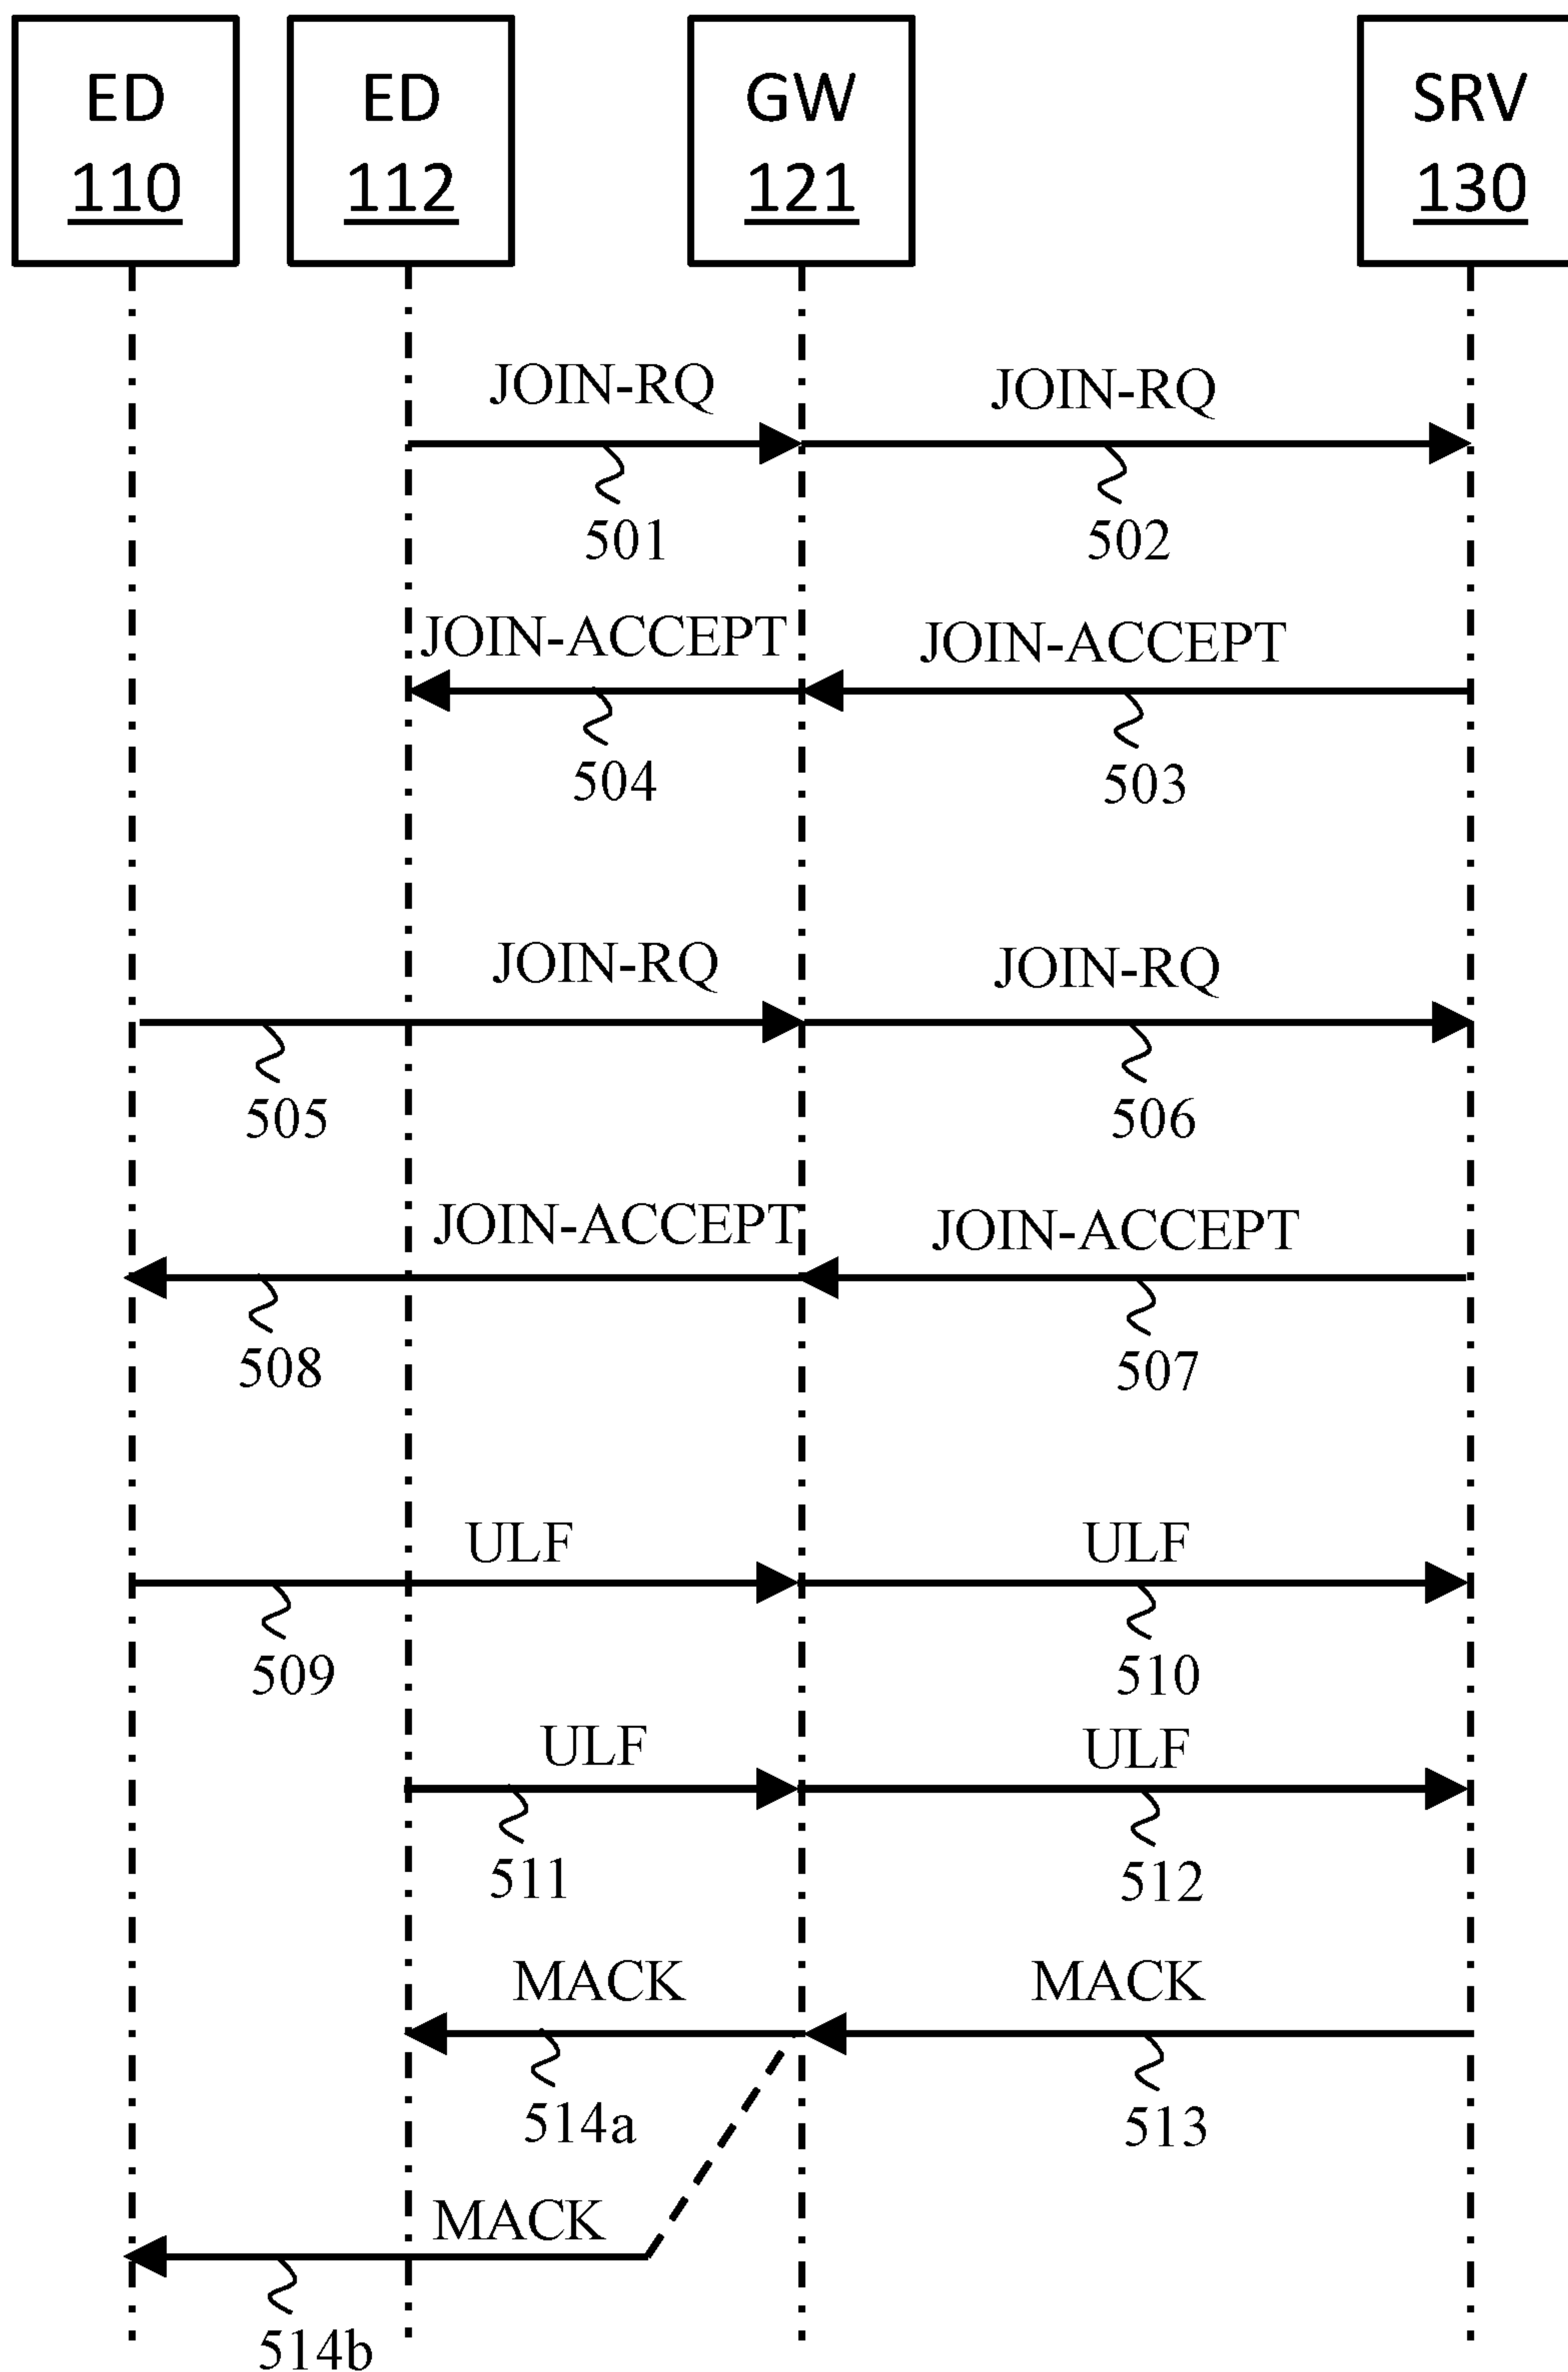 ED ED GW SRV
110 112 121 130
JOIN-RQ JOIN-RQ
501 502
JOIN-ACCEPT JOIN-ACCEPT
504 503
JOIN-RQ JOIN-RQ
505 506
JOIN-ACCEPT JOIN-ACCEPT
508 507
ULF ULF
509 510
ULF ULF
511 512
MACK MACK
514a 513
MACK
514b